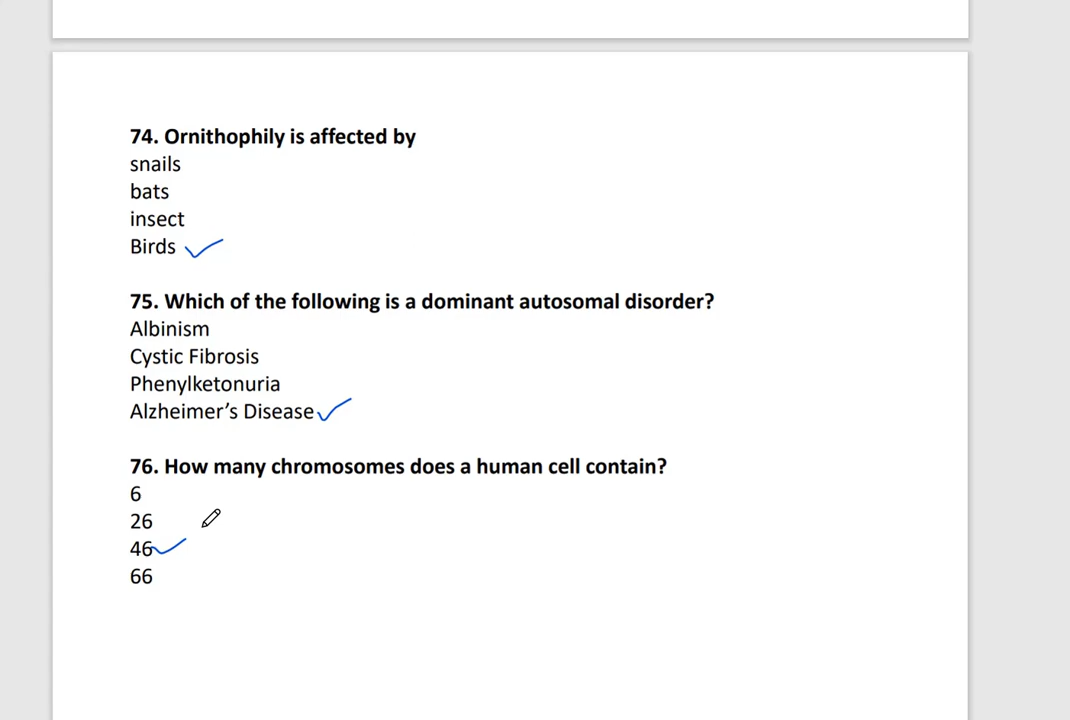 74. Ornithophily is affected by
snails
bats
insect
Birds
75. Which of the following is a dominant autosomal disorder?
Albinism
Cystic Fibrosis
Phenylketonuria
Alzheimer’s Disease
76. How many chromosomes does a human cell contain?
6
26
46
66